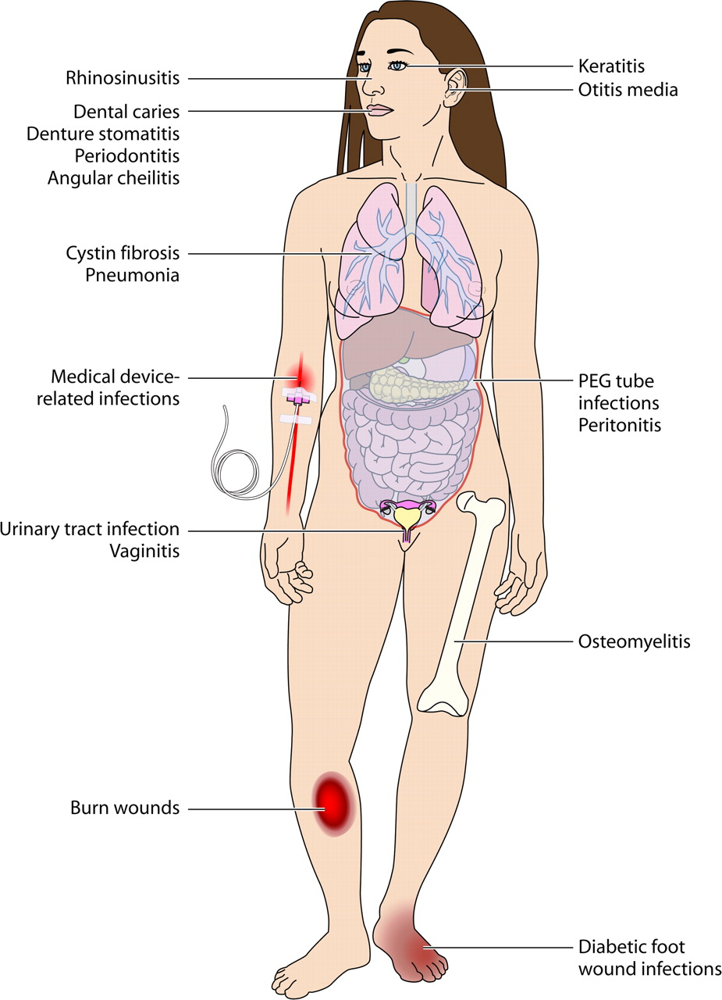 Rhinosinusitis
Dental caries
Denture stomatitis
Periodontitis
Angular cheilitis
Cystin fibrosis
Pneumonia
Medical device-
related infections
Urinary tract infection
Vaginitis
Burn wounds
Keratitis
Otitis media
PEG tube
infections
Peritonitis
Osteomyelitis
Diabetic foot
wound infections